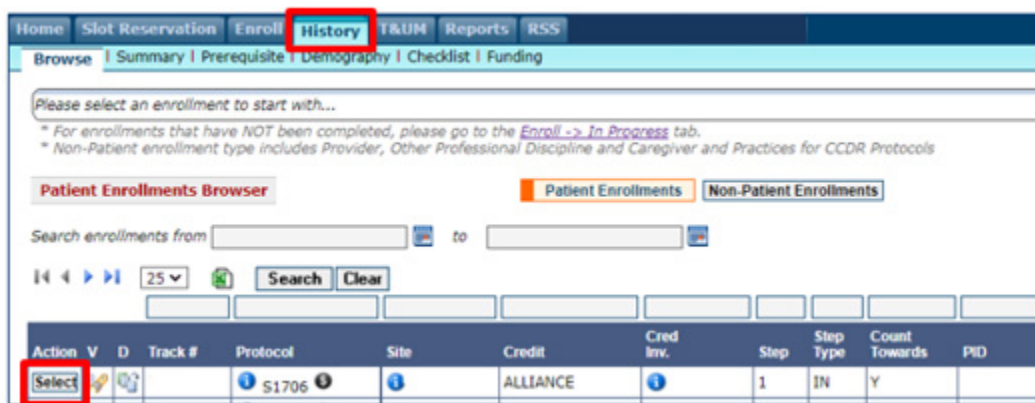 Home Slot Reservation Enroll History T&UM Reports RSS
Browse | Summary | Prerequisite | Demography | Checklist | Funding
Please select an enrollment to start with...
* For enrollments that have NOT been completed, please go to the Enroll -> In Progress tab.
* Non-Patient enrollment type includes Provider, Other Professional Discipline and Caregiver and Practices for CCDR Protocols
Patient Enrollments Browser Patient Enrollments Non-Patient Enrollments
Search enrollments from to
25 Search Clear
Action V D Track # Protocol Site Credit Cred Inv. Step Step Type Count Towards PID
Select S1706 ALLIANCE 1 IN Y